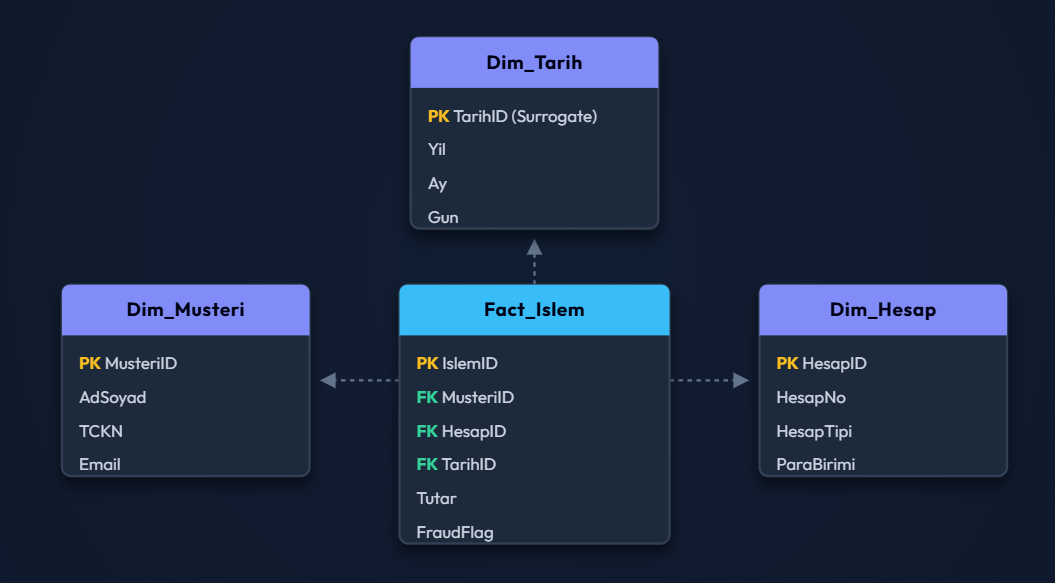 Dim_Tarih
PK TarihID (Surrogate)
Yil
Ay
Gun
Dim_Musteri
PK MusteriID
AdSoyad
TCKN
Email
Fact_Islem
PK IslemID
FK MusteriID
FK HesapID
FK TarihID
Tutar
FraudFlag
Dim_Hesap
PK HesapID
HesapNo
HesapTipi
ParaBirimi